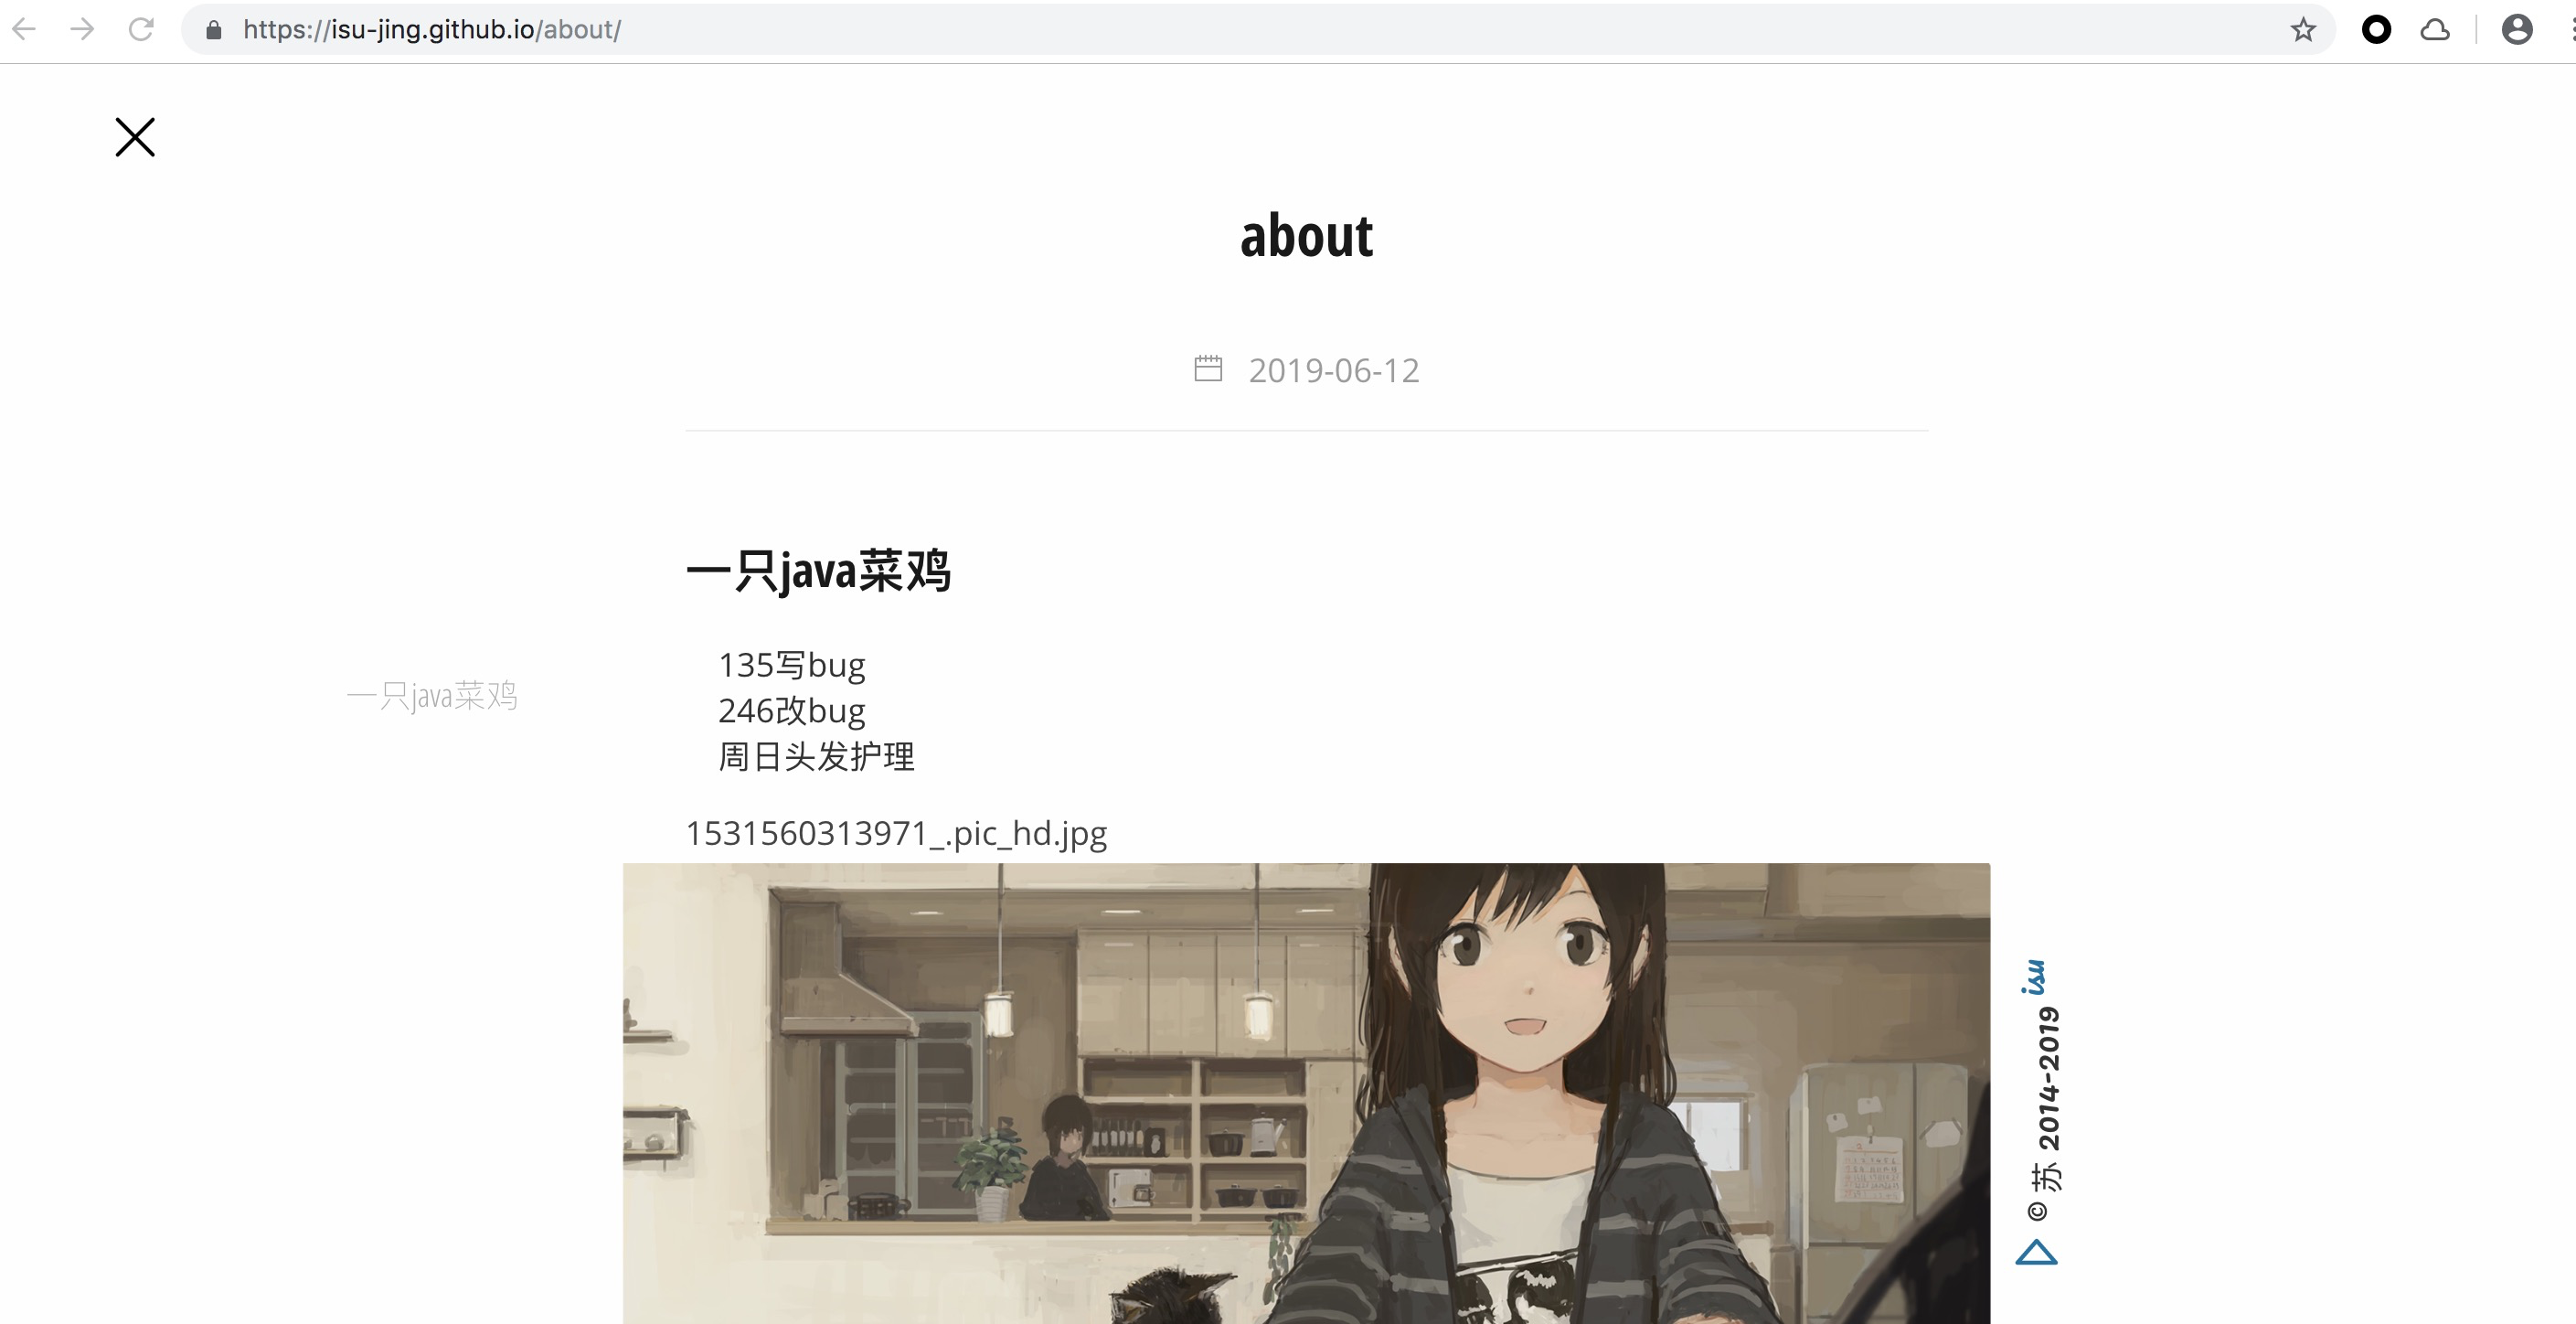 https://isu-jing.github.io/about/
about
2019-06-12
一只java菜鸡
一只java菜鸡
135写bug
246改bug
周日头发护理
1531560313971_.pic_hd.jpg
© 苏 2014-2019 isu